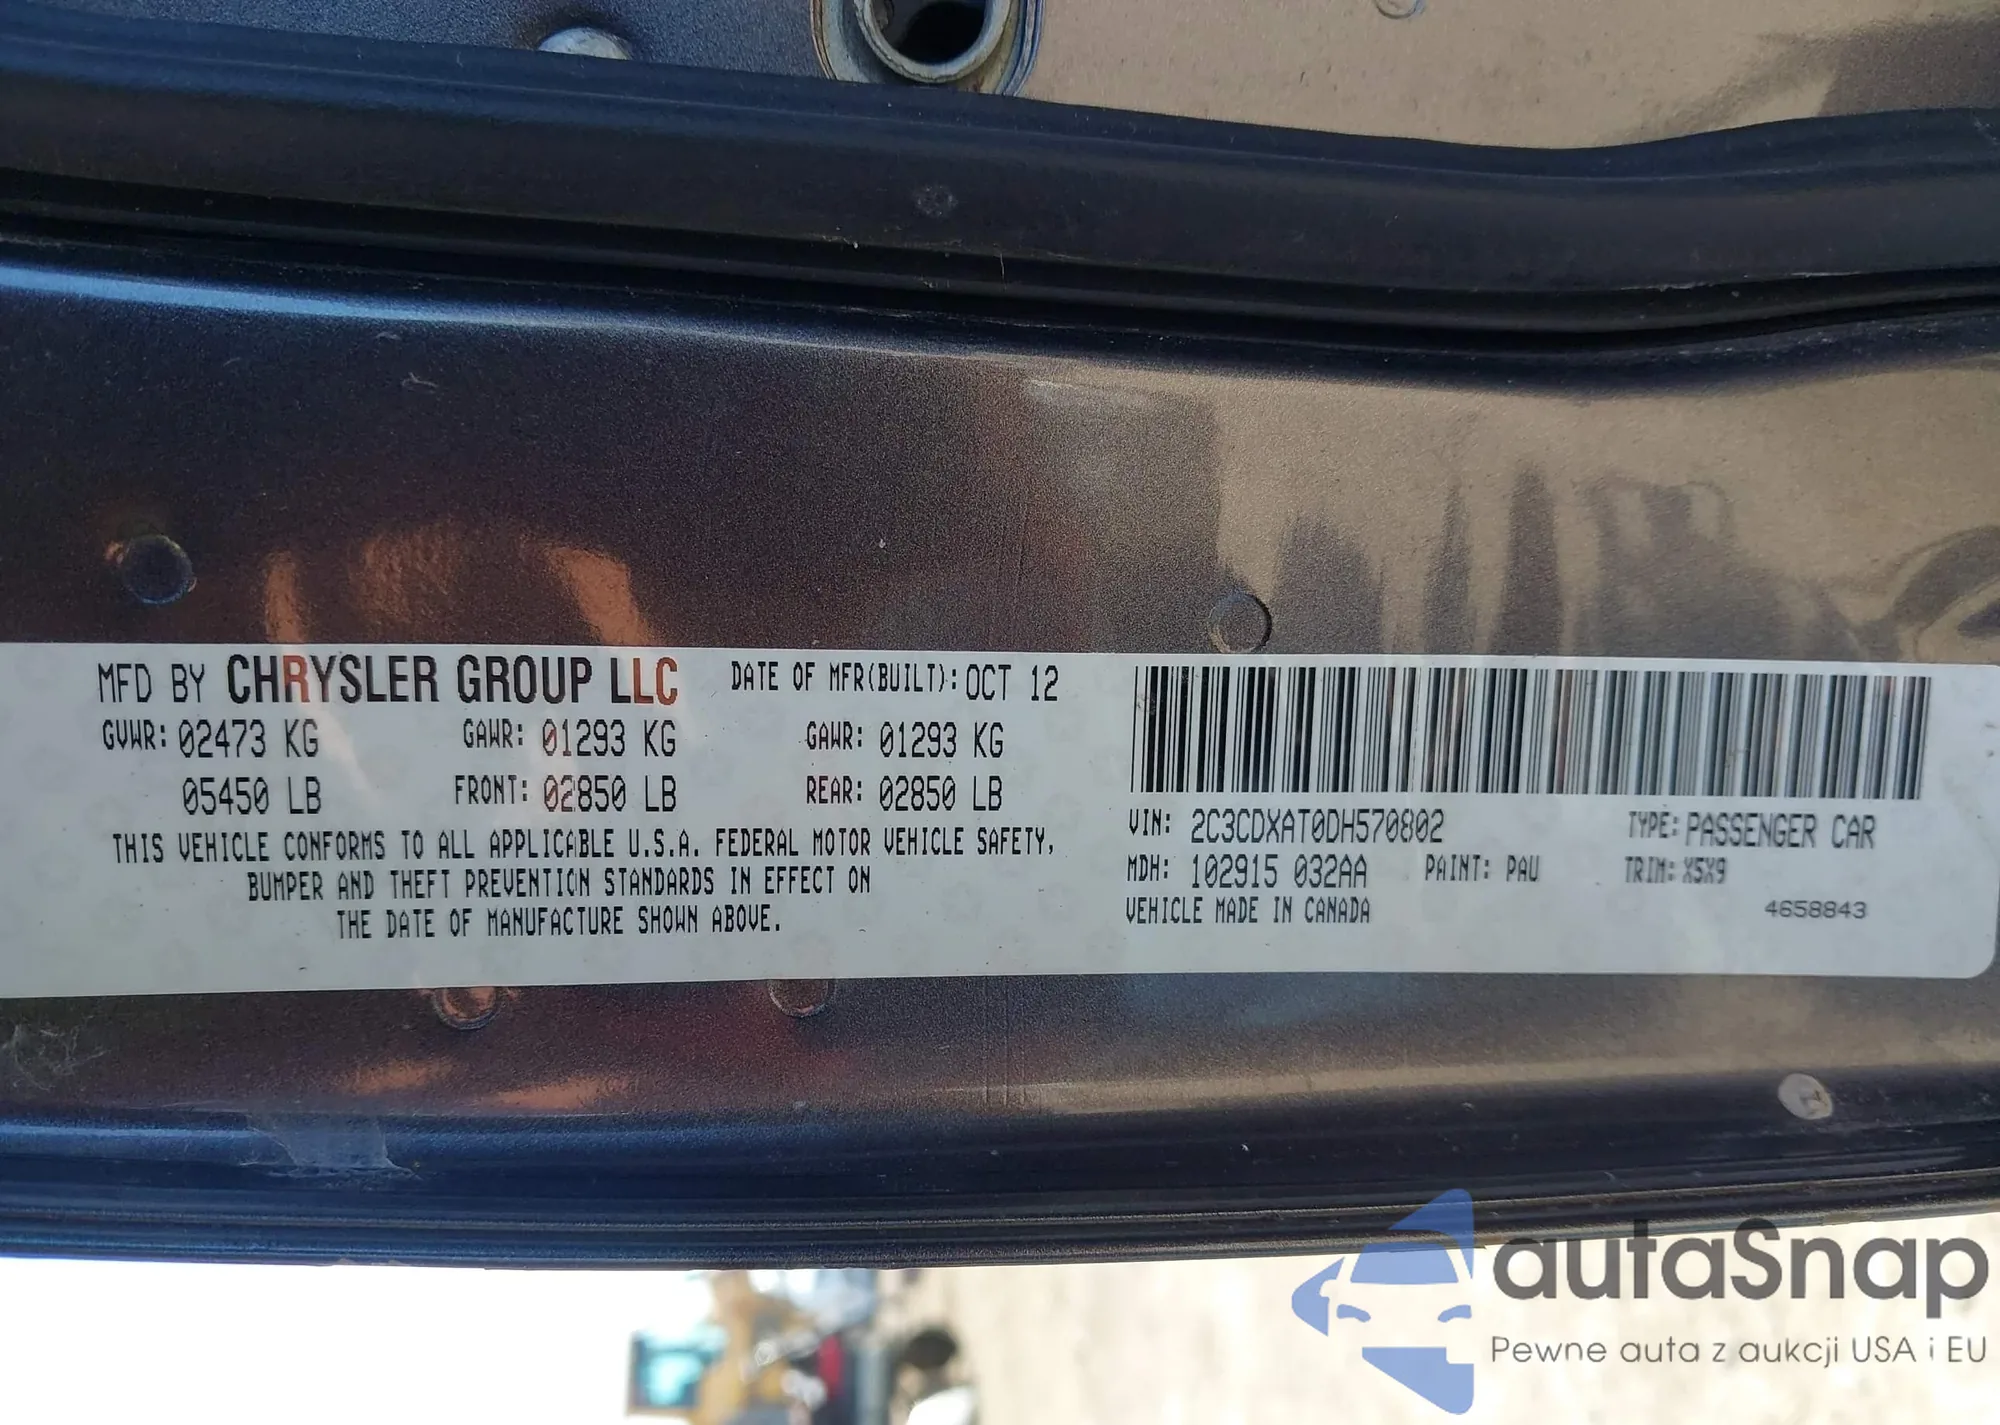 MFD BY CHRYSLER GROUP LLC DATE OF MFR(BUILT): OCT 12
GVWR: 02473 KG GAWR: 01293 KG GAWR: 01293 KG
05450 LB FRONT: 02850 LB REAR: 02850 LB
THIS VEHICLE CONFORMS TO ALL APPLICABLE U.S.A. FEDERAL MOTOR VEHICLE SAFETY,
BUMPER AND THEFT PREVENTION STANDARDS IN EFFECT ON
THE DATE OF MANUFACTURE SHOWN ABOVE.
VIN: 2C3CDXAT0DH570802 TYPE: PASSENGER CAR
MDH: 102915 032AA PAINT: PAU TRIM: X5X9
VEHICLE MADE IN CANADA 4658843
autaSnap
Pewne auta z aukcji USA i EU